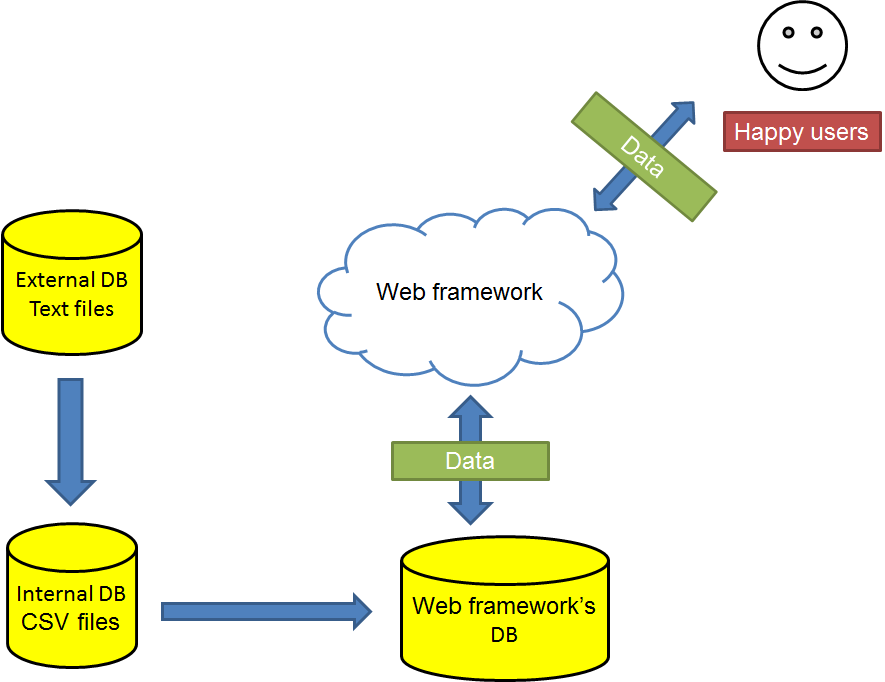 Happy users
Data
External DB
Text files
Web framework
Data
Internal DB
CSV files
Web framework’s
DB